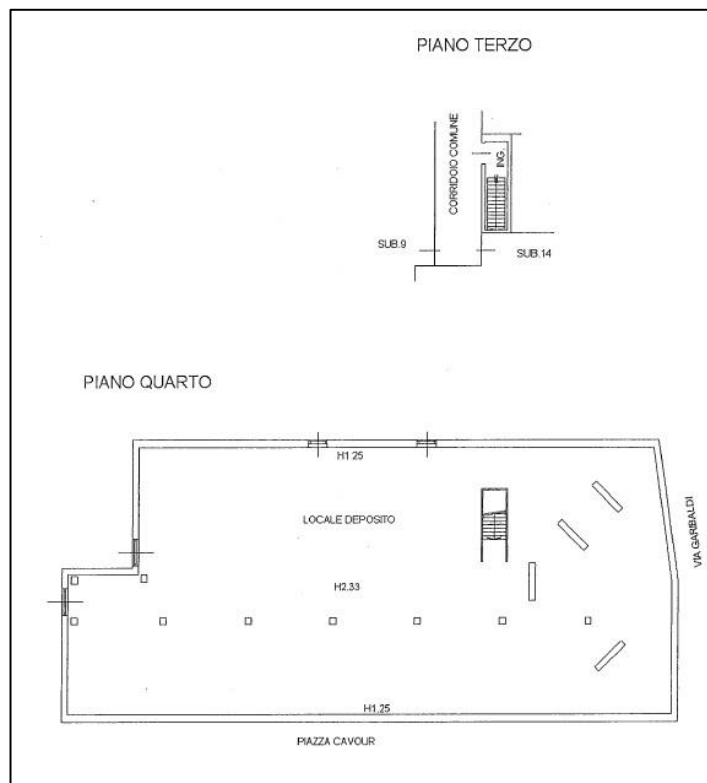 PIANO TERZO
CORRIDOIO COMUNE
ING.
SUB.9
SUB.14
PIANO QUARTO
H1.25
LOCALE DEPOSITO
VIA GARIBALDI
H2.33
H1.25
PIAZZA CAVOUR